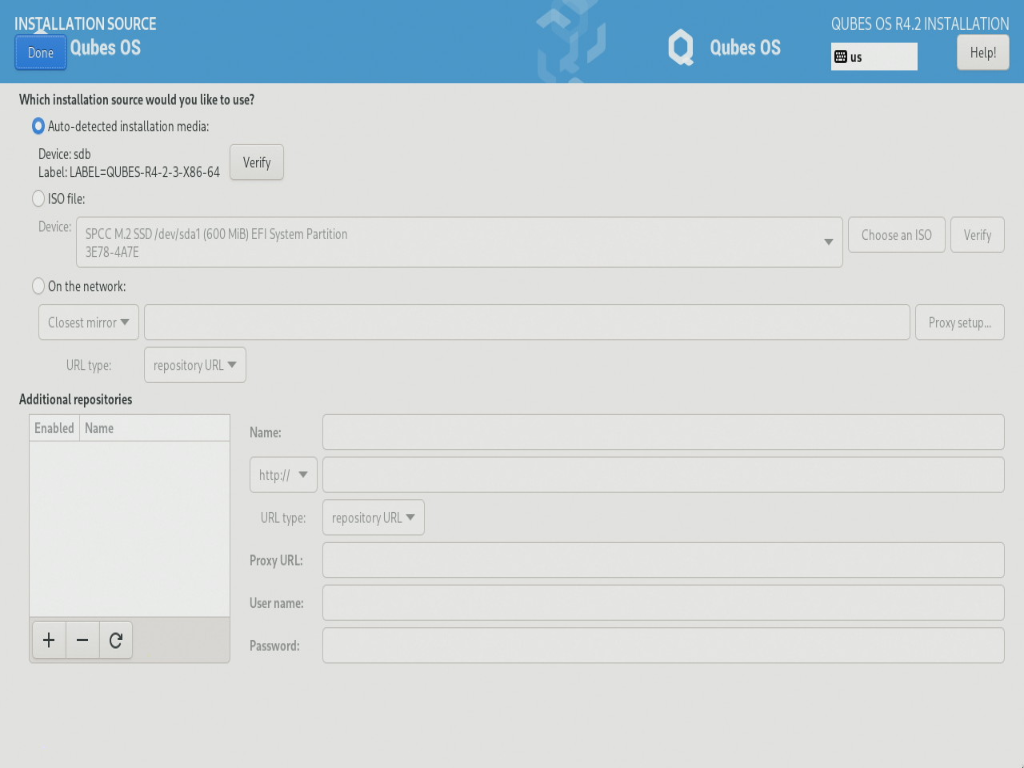 INSTALLATION SOURCE
QUBES OS R4.2 INSTALLATION
Done
Qubes OS
Qubes OS
us
Help!
Which installation source would you like to use?
Auto-detected installation media:
Device: sdb
Label: LABEL=QUBES-R4-2-3-X86-64
Verify
ISO file:
Device:
SPCC M.2 SSD /dev/sda1 (600 MiB) EFI System Partition
3E78-4A7E
Choose an ISO
Verify
On the network:
Closest mirror
Proxy setup...
URL type:
repository URL
Additional repositories
Enabled
Name
Name:
http://
URL type:
repository URL
Proxy URL:
User name:
Password: